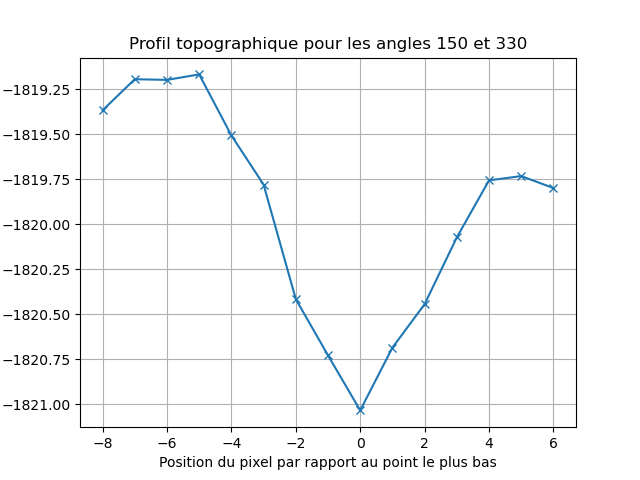 Profil topographique pour les angles 150 et 330
−1819.25
−1819.50
−1819.75
−1820.00
−1820.25
−1820.50
−1820.75
−1821.00
−8 −6 −4 −2 0 2 4 6
Position du pixel par rapport au point le plus bas